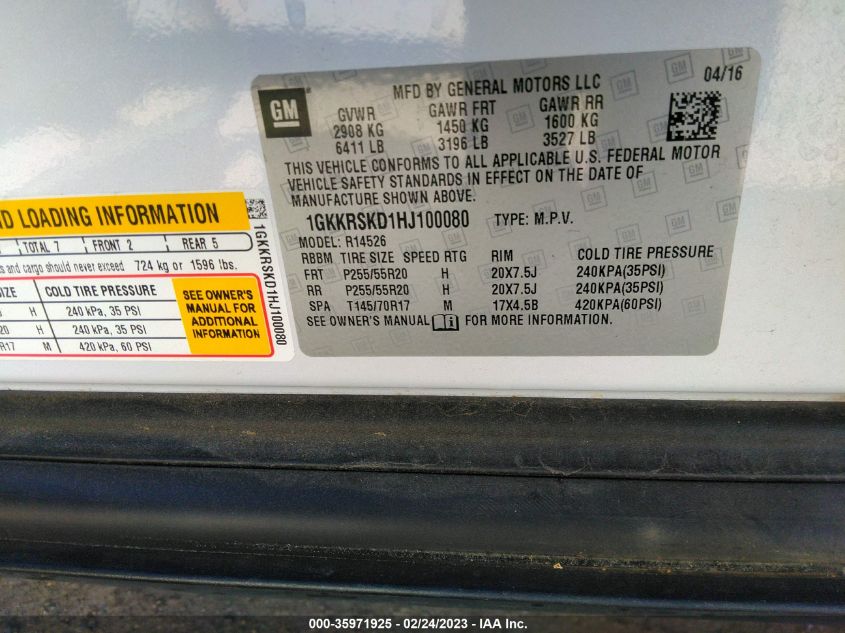 GM
MFD BY GENERAL MOTORS LLC
04/16
GVWR GAWR FRT GAWR RR
2908 KG 1450 KG 1600 KG
6411 LB 3196 LB 3527 LB
THIS VEHICLE CONFORMS TO ALL APPLICABLE U.S. FEDERAL MOTOR
VEHICLE SAFETY STANDARDS IN EFFECT ON THE DATE OF
MANUFACTURE SHOWN ABOVE.
1GKKRSKD1HJ100080 TYPE: M.P.V.
MODEL: R14526
RBBM TIRE SIZE SPEED RTG RIM COLD TIRE PRESSURE
FRT P255/55R20 H 20X7.5J 240KPA(35PSI)
RR P255/55R20 H 20X7.5J 240KPA(35PSI)
SPA T145/70R17 M 17X4.5B 420KPA(60PSI)
SEE OWNER'S MANUAL FOR MORE INFORMATION.
LOADING INFORMATION
TOTAL 7 FRONT 2 REAR 5
and cargo should never exceed 724 kg or 1596 lbs.
COLD TIRE PRESSURE
H 240 kPa, 35 PSI
20 H 240 kPa, 35 PSI
R17 M 420 kPa, 60 PSI
SEE OWNER'S
MANUAL FOR
ADDITIONAL
INFORMATION
1GKKRSKD1HJ100080
000-35971925 - 02/24/2023 - IAA Inc.